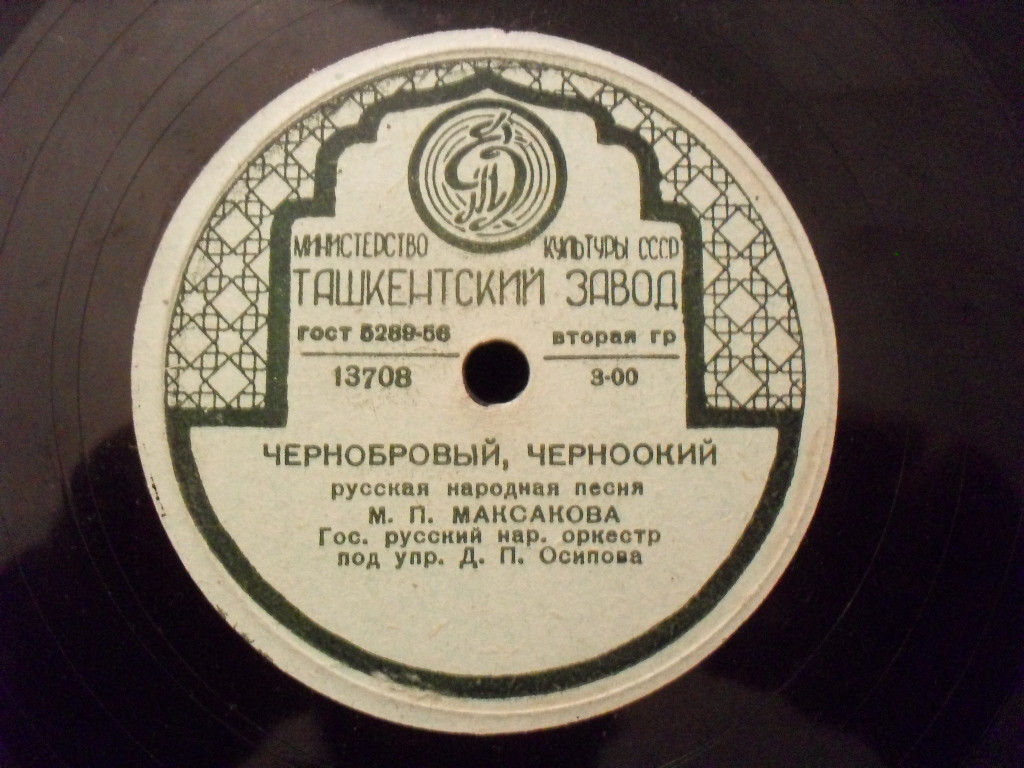 МИНИСТЕРСТВО КУЛЬТУРЫ СССР
ТАШКЕНТСКИЙ ЗАВОД
ГОСТ 5289-56 вторая гр
13708 3-00
ЧЕРНОБРОВЫЙ, ЧЕРНООКИЙ
русская народная песня
М. П. МАКСАКОВА
Гос. русский нар. оркестр
под упр. Д. П. Осипова